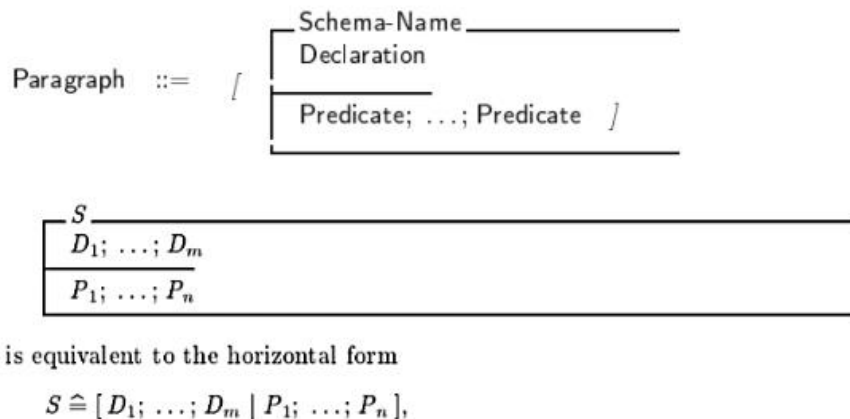 Schema-Name
Declaration
Paragraph ::= [
Predicate; ...; Predicate ]
S
D₁; ...; Dₘ
P₁; ...; Pₙ
is equivalent to the horizontal form
S ≙ [ D₁; ...; Dₘ | P₁; ...; Pₙ ],